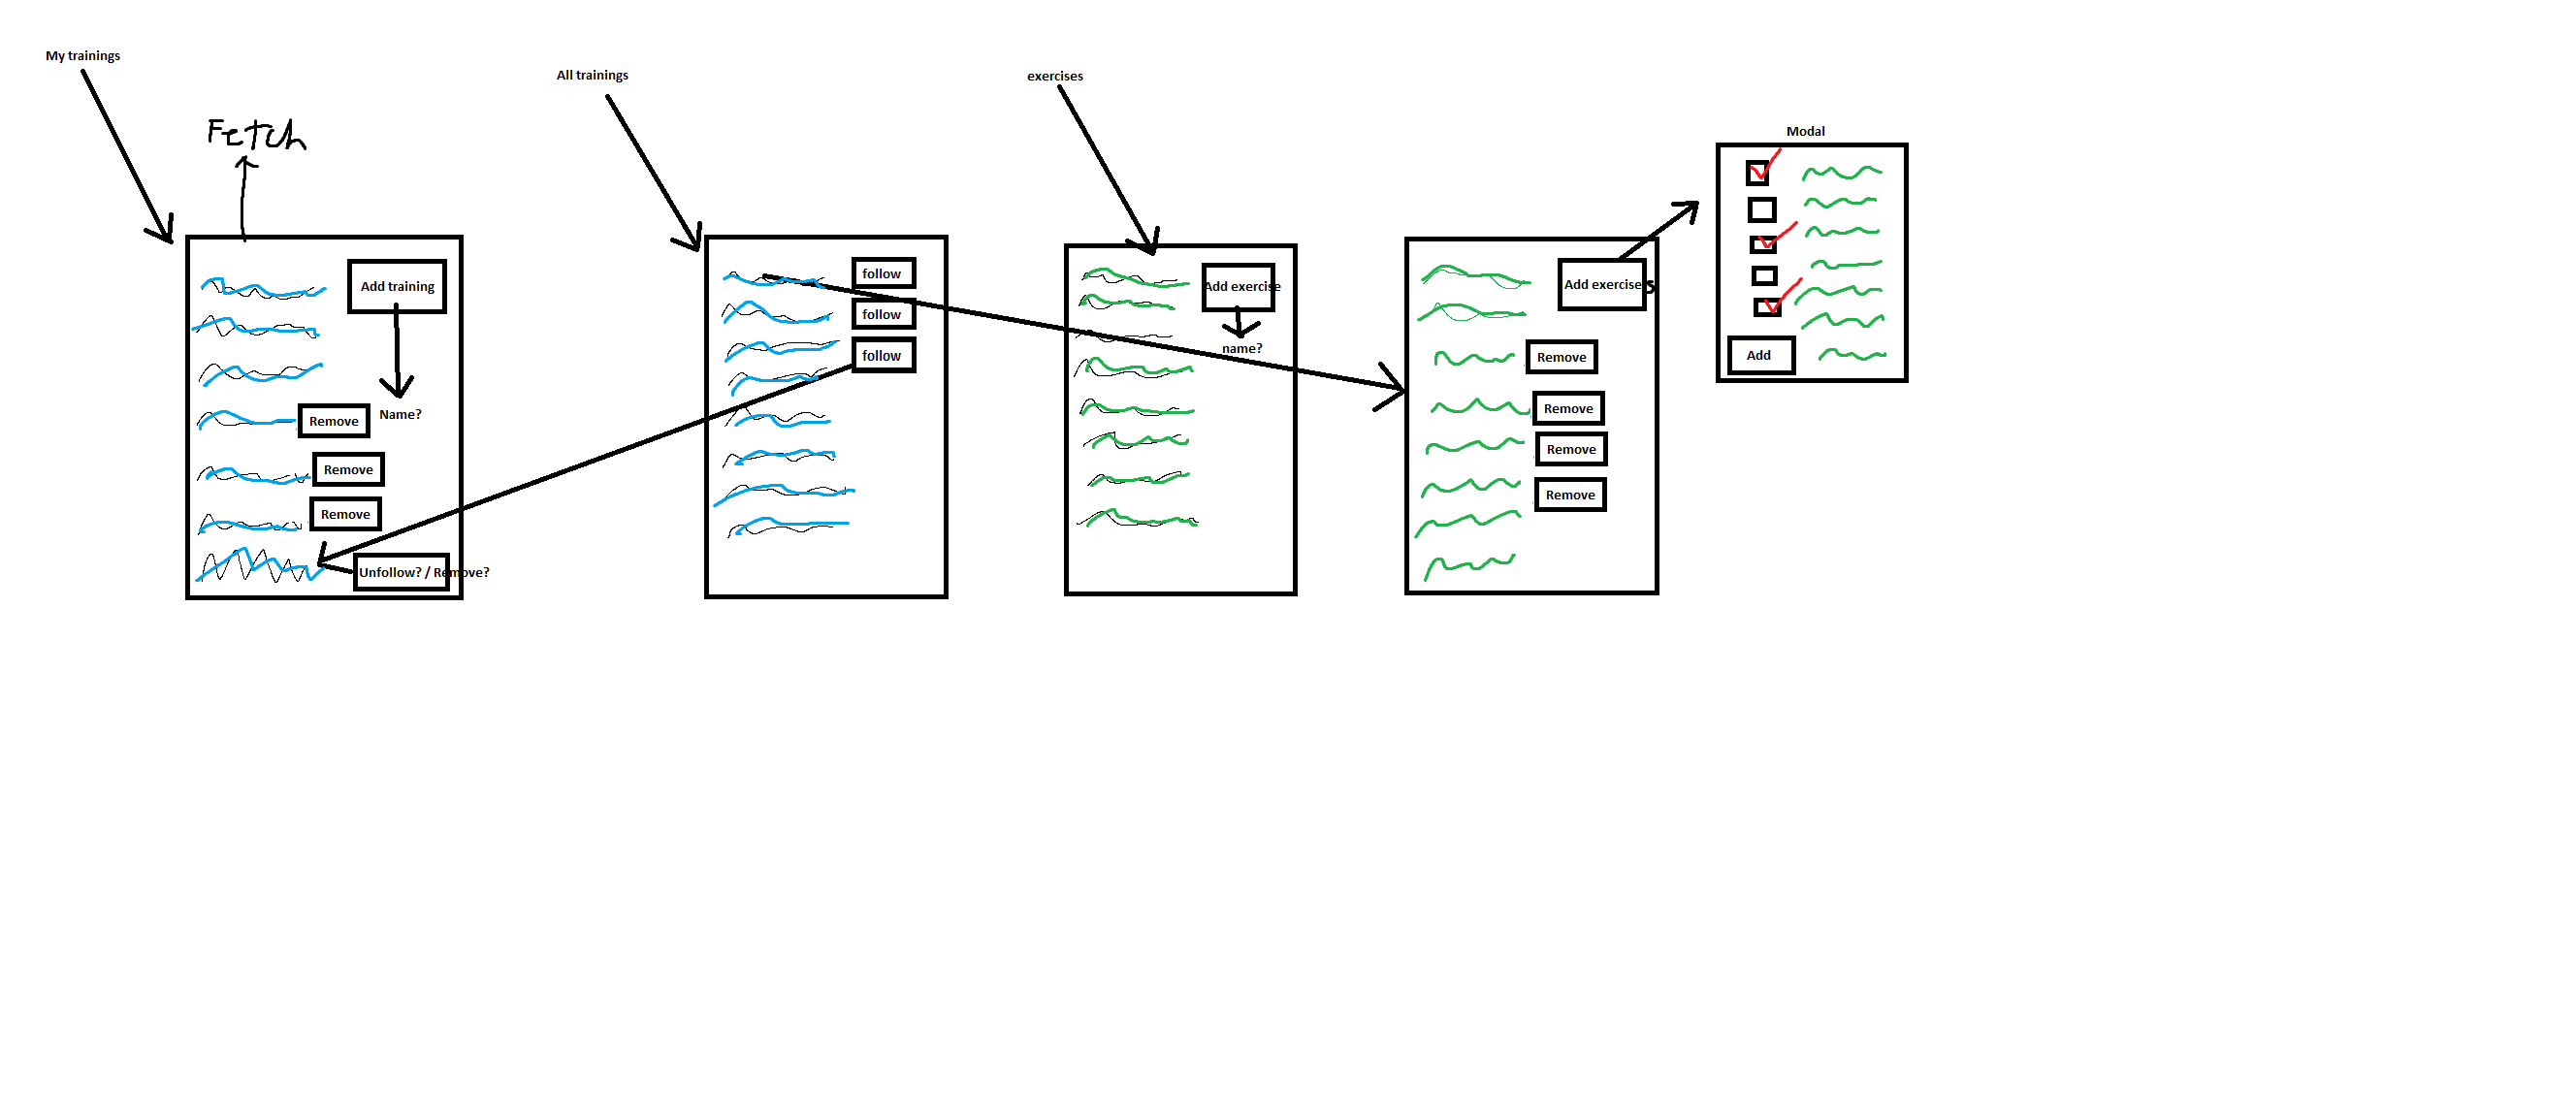 My trainings
All trainings
exercises
Fetch
Modal
Add training
Name?
Remove
Remove
Remove
Unfollow? / Remove?
follow
follow
follow
Add exercise
name?
Add exercises
Remove
Remove
Remove
Remove
Add